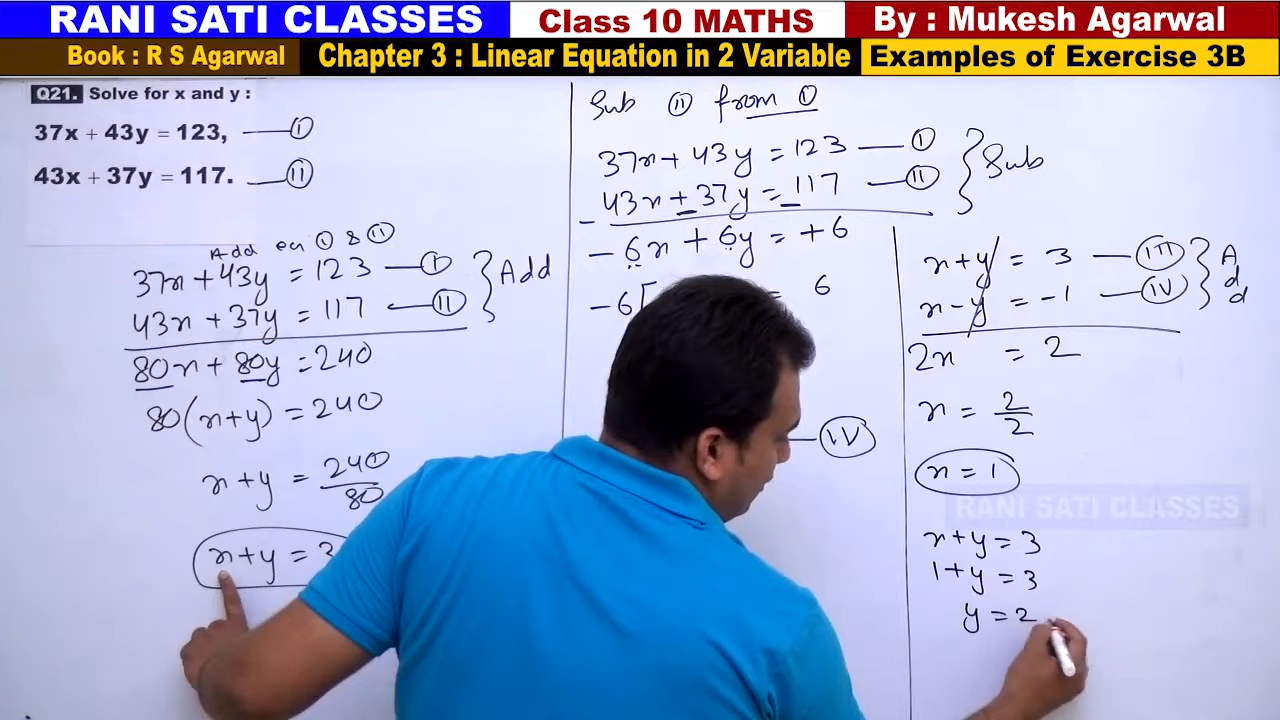 RANI SATI CLASSES
Class 10 MATHS
By : Mukesh Agarwal
Book : R S Agarwal
Chapter 3 : Linear Equation in 2 Variable
Examples of Exercise 3B
Q21. Solve for x and y :
37x + 43y = 123, —— Ⓘ
43x + 37y = 117. —— Ⓘⓘ
Add eq Ⓘ & Ⓘⓘ
37x + 43y = 123 —— Ⓘ
43x + 37y = 117 —— Ⓘⓘ } Add
80x + 80y = 240
80(x+y) = 240
x + y = 240/80
x + y = 3
Sub Ⓘⓘ from Ⓘ
37x + 43y = 123 —— Ⓘ
43x + 37y = 117 —— Ⓘⓘ } Sub
- 6x + 6y = +6
-6[ = 6
—— IV
x + y = 3 —— III
x - y = -1 —— IV } Add
2x = 2
x = 2/2
x = 1
RANI SATI CLASSES
x + y = 3
1 + y = 3
y = 2